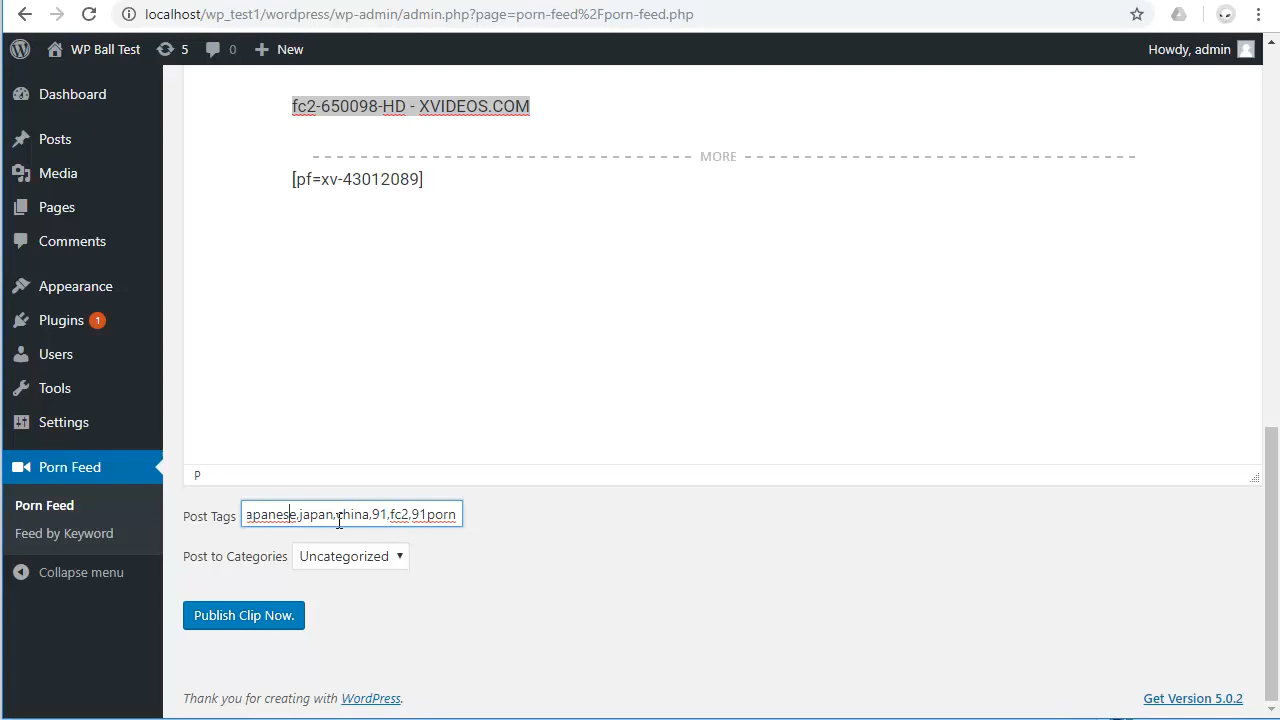 localhost/wp_test1/wordpress/wp-admin/admin.php?page=porn-feed%2Fporn-feed.php
WP Ball Test 5 0 New Howdy, admin
Dashboard
Posts
Media
Pages
Comments
Appearance
Plugins 1
Users
Tools
Settings
Porn Feed
Porn Feed
Feed by Keyword
Collapse menu
fc2-650098-HD - XVIDEOS.COM
MORE
[pf=xv-43012089]
P
Post Tags apanese,japan,china,91,fc2,91porn
Post to Categories Uncategorized
Publish Clip Now.
Thank you for creating with WordPress. Get Version 5.0.2